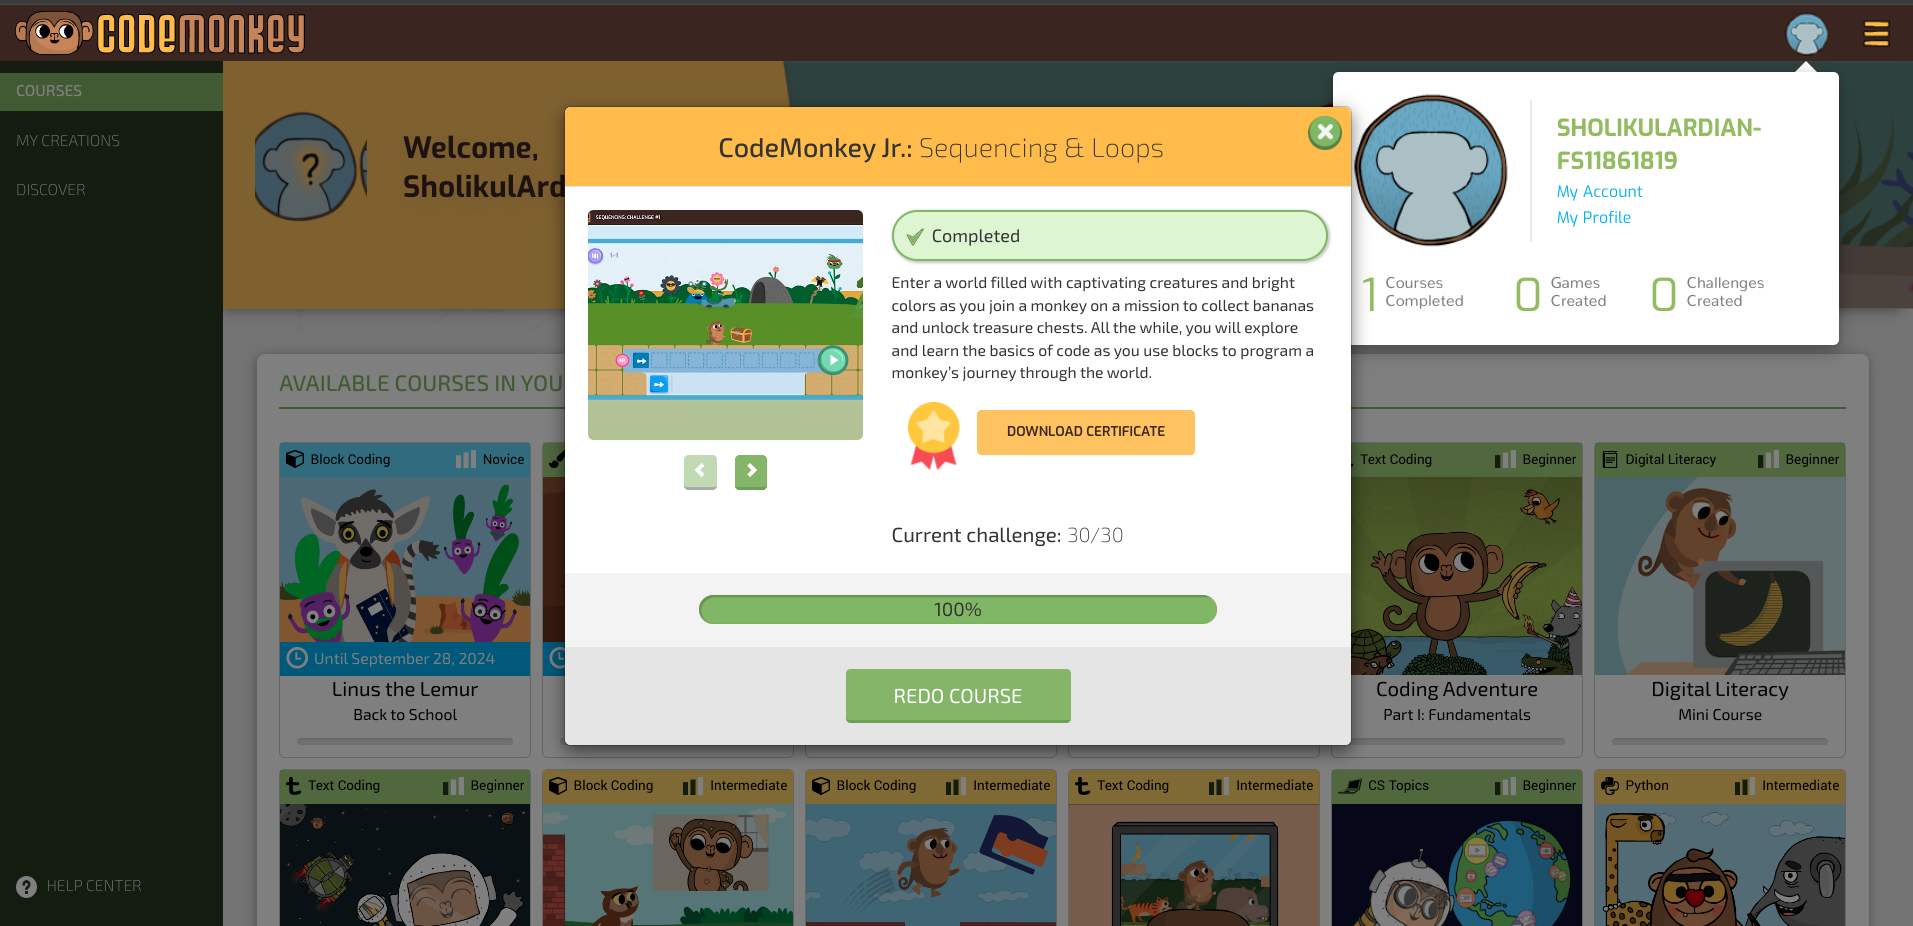 CODEMONKEY
COURSES
MY CREATIONS
DISCOVER
HELP CENTER
Welcome,
SholikulArd
SHOLIKULARDIAN-
FS11861819
My Account
My Profile
1 Courses Completed
0 Games Created
0 Challenges Created
CodeMonkey Jr.: Sequencing & Loops
SEQUENCING: CHALLENGE #1
1-1
Completed
Enter a world filled with captivating creatures and bright
colors as you join a monkey on a mission to collect bananas
and unlock treasure chests. All the while, you will explore
and learn the basics of code as you use blocks to program a
monkey's journey through the world.
DOWNLOAD CERTIFICATE
Current challenge: 30/30
100%
REDO COURSE
AVAILABLE COURSES IN YOU
Block Coding Novice
Until September 28, 2024
Linus the Lemur
Back to School
Text Coding Beginner
Coding Adventure
Part I: Fundamentals
Digital Literacy Beginner
Digital Literacy
Mini Course
Text Coding Beginner
Block Coding Intermediate
Block Coding Intermediate
Text Coding Intermediate
CS Topics Beginner
Python Intermediate